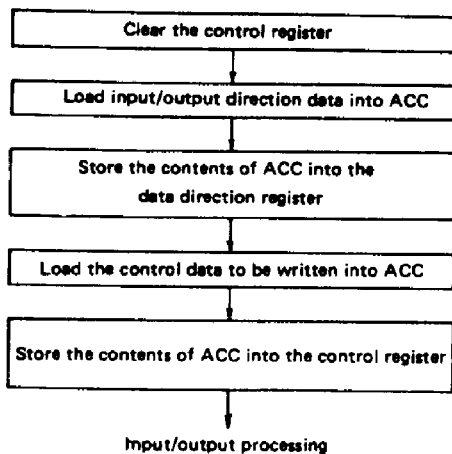 Clear the control register
Load input/output direction data into ACC
Store the contents of ACC into the
data direction register
Load the control data to be written into ACC
Store the contents of ACC into the control register
Input/output processing